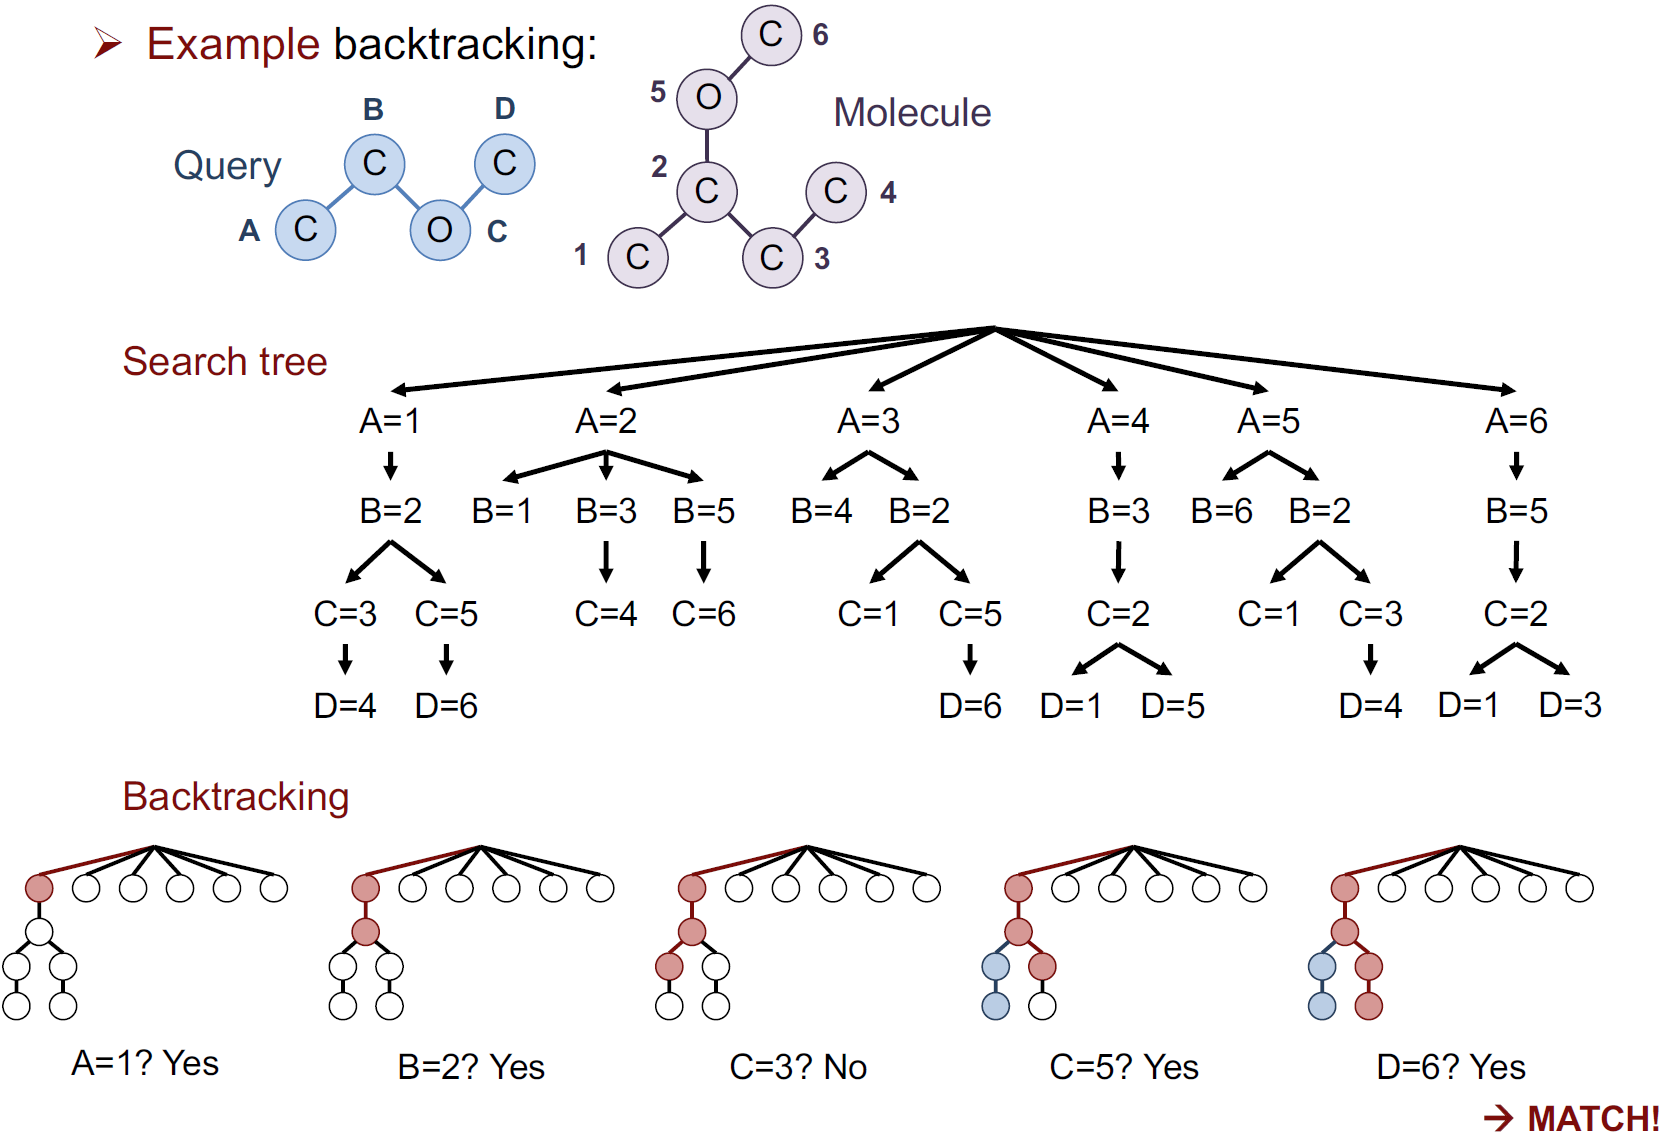 ➢ Example backtracking:
C 6
5 O Molecule
B D
Query C C 2 C C 4
A C O C 1 C C 3
Search tree
A=1 A=2 A=3 A=4 A=5 A=6
B=2 B=1 B=3 B=5 B=4 B=2 B=3 B=6 B=2 B=5
C=3 C=5 C=4 C=6 C=1 C=5 C=2 C=1 C=3 C=2
D=4 D=6 D=6 D=1 D=5 D=4 D=1 D=3
Backtracking
A=1? Yes B=2? Yes C=3? No C=5? Yes D=6? Yes
→ MATCH!